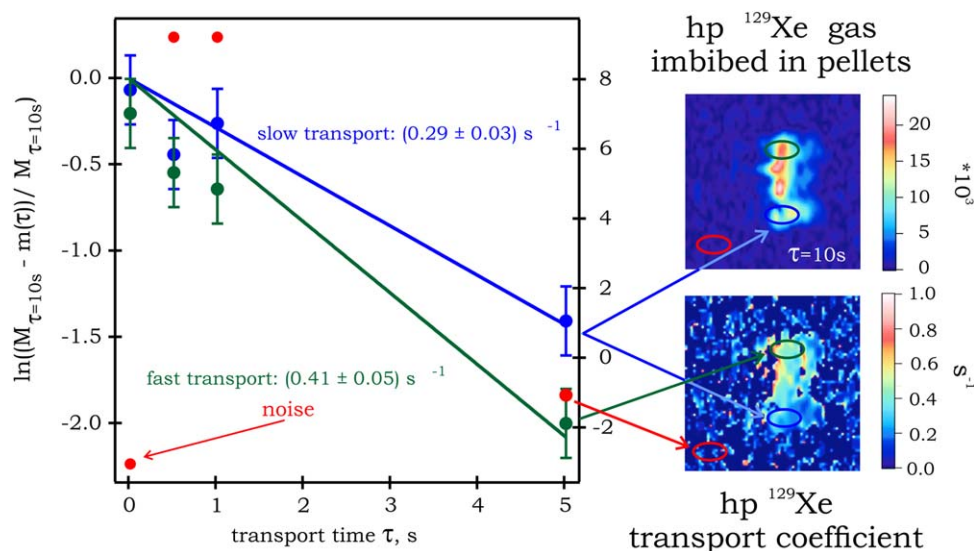 ln((M τ=10s - m(τ))/ M τ=10s)
0.0
-0.5
-1.0
-1.5
-2.0
0
1
2
3
4
5
transport time τ, s
8
6
4
2
0
-2
slow transport: (0.29 ± 0.03) s ⁻¹
fast transport: (0.41 ± 0.05) s ⁻¹
noise
hp ¹²⁹Xe gas
imbibed in pellets
τ=10s
20
15
10
5
0
*10³
1.0
0.8
0.6
0.4
0.2
0.0
s⁻¹
hp ¹²⁹Xe
transport coefficient